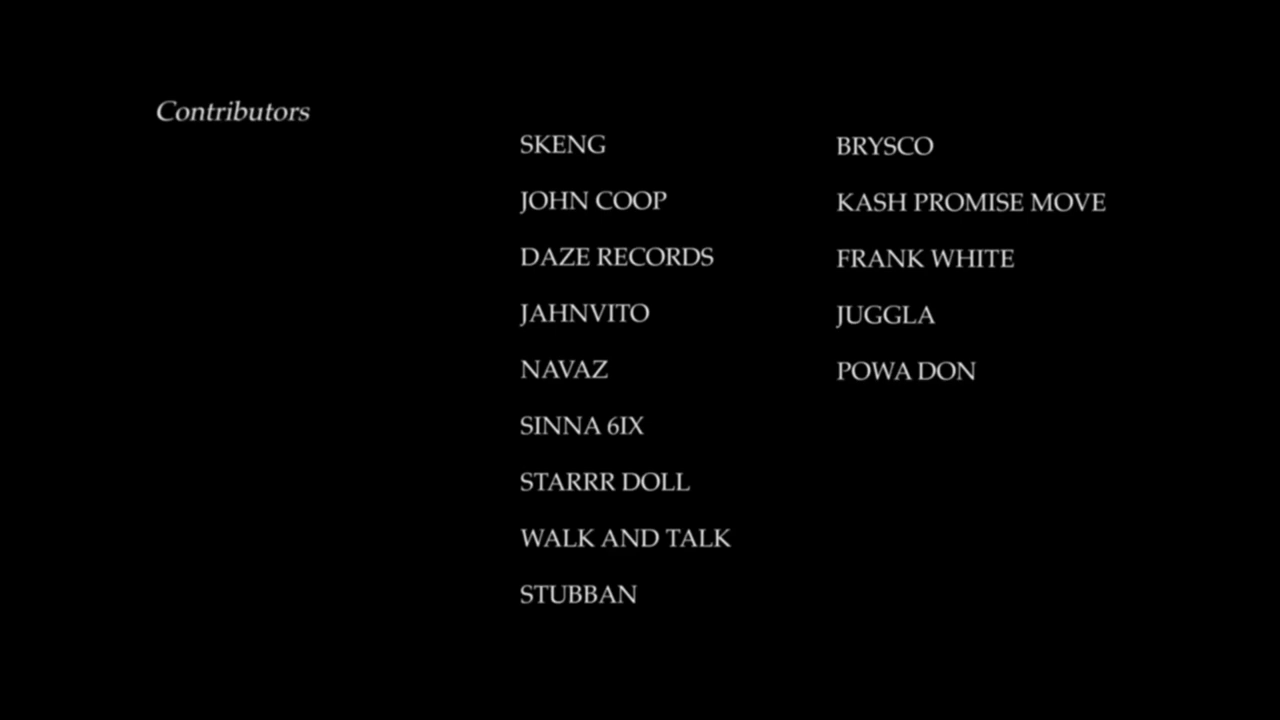 Contributors
SKENG
JOHN COOP
DAZE RECORDS
JAHNVITO
NAVAZ
SINNA 6IX
STARRR DOLL
WALK AND TALK
STUBBAN
BRYSCO
KASH PROMISE MOVE
FRANK WHITE
JUGGLA
POWA DON